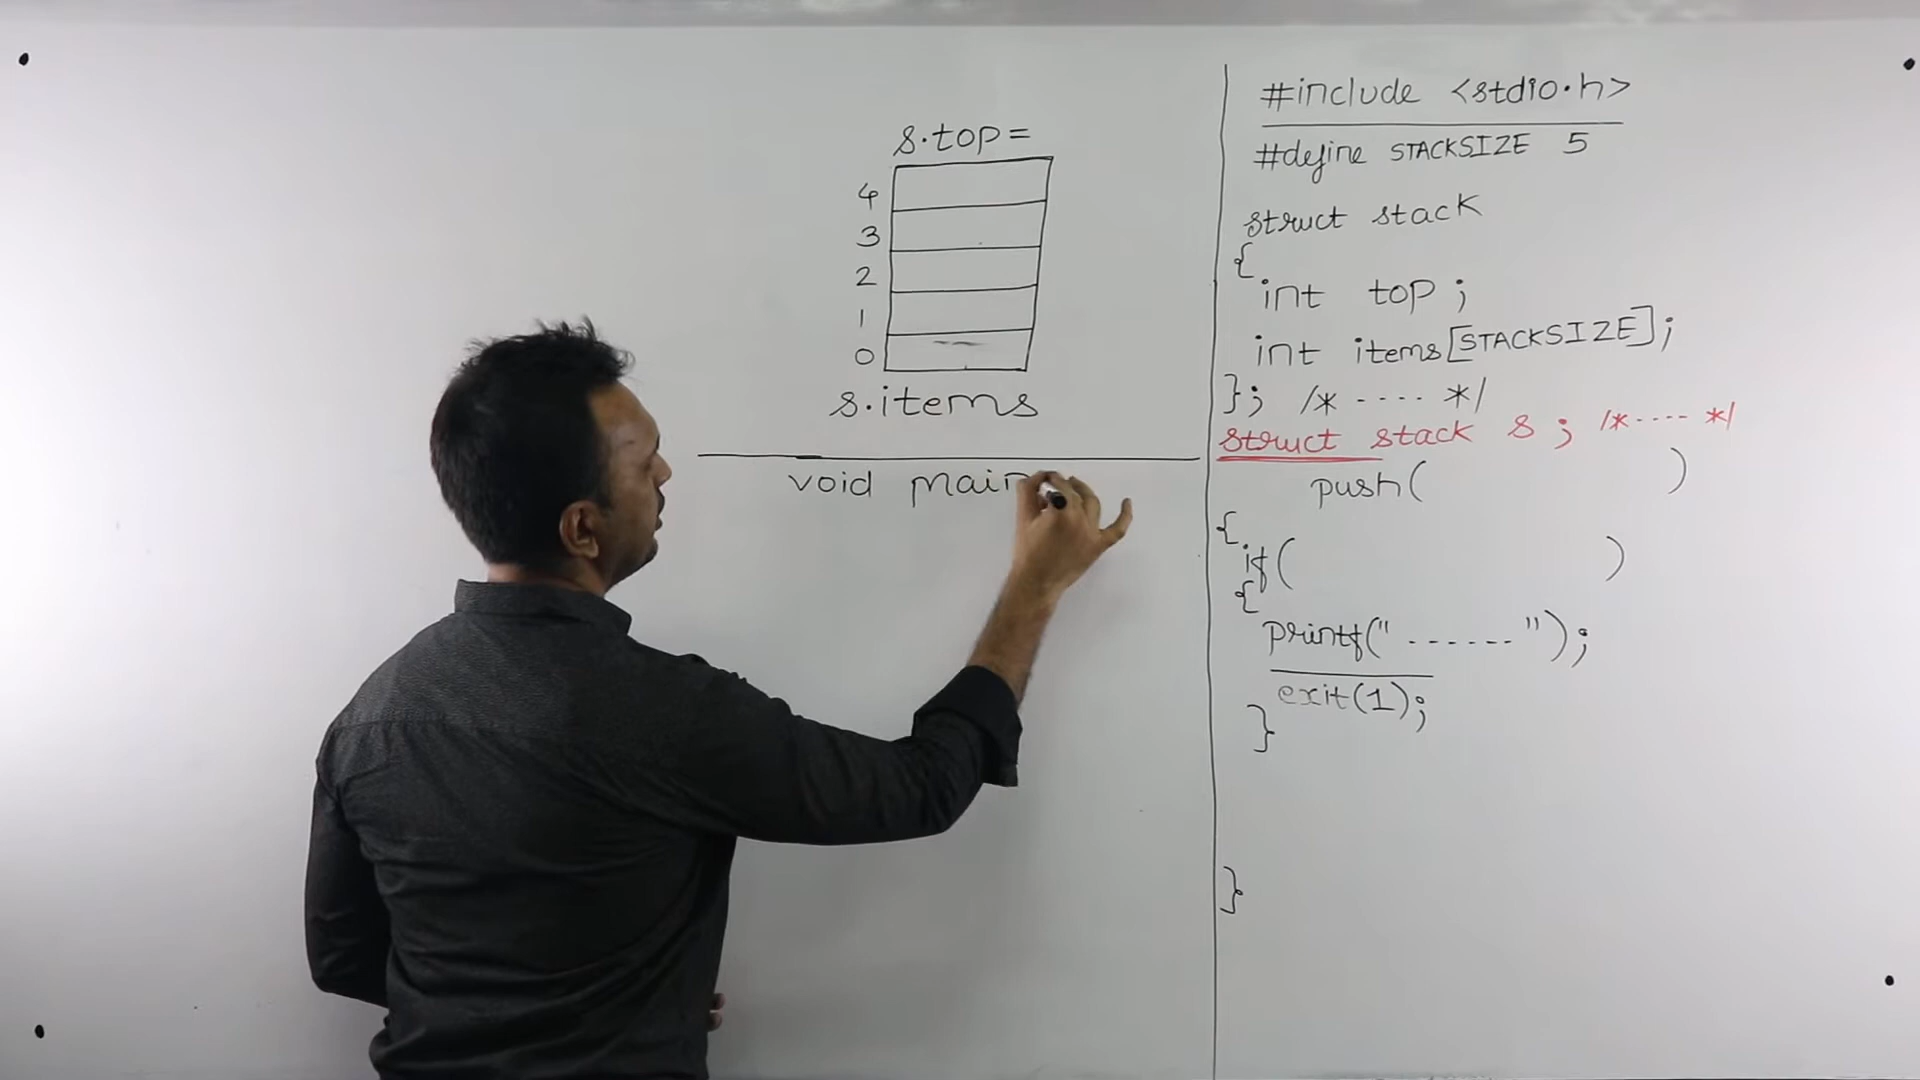 s.top=
4
3
2
1
0
s.items
void main
#include <stdio.h>
#define STACKSIZE 5
struct stack
{
int top;
int items[STACKSIZE];
}; /* ---- */
struct stack s; /*---- */
push( )
{
if( )
{
printf(" ------ ");
exit(1);
}
}